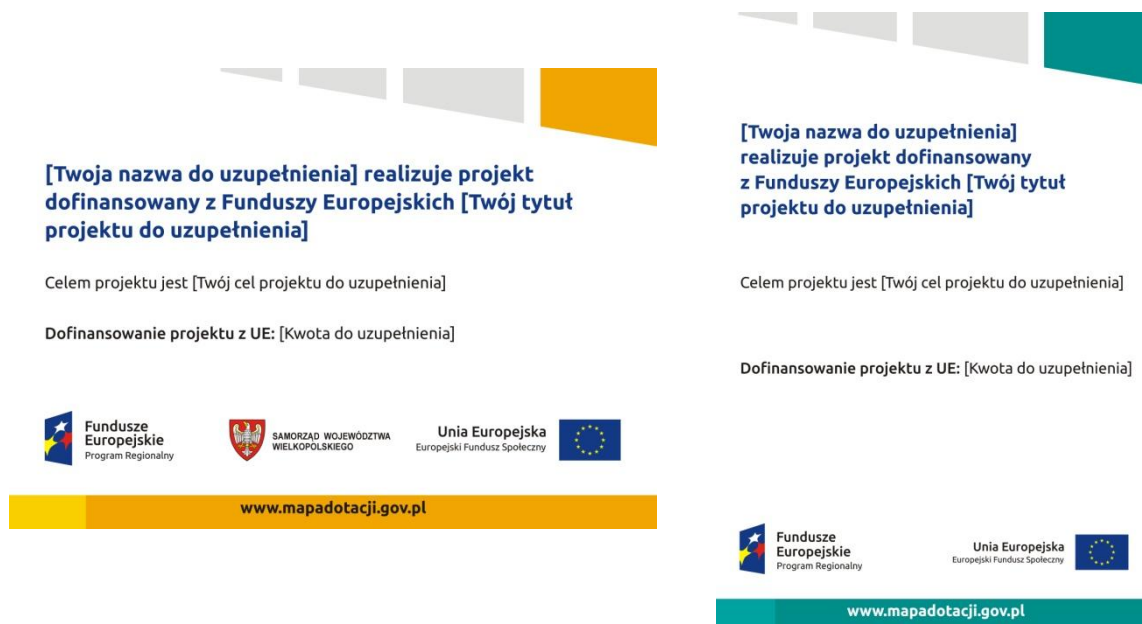 [Twoja nazwa do uzupełnienia] realizuje projekt
dofinansowany z Funduszy Europejskich [Twój tytuł
projektu do uzupełnienia]
Celem projektu jest [Twój cel projektu do uzupełnienia]
Dofinansowanie projektu z UE: [Kwota do uzupełnienia]
Fundusze
Europejskie
Program Regionalny
SAMORZĄD WOJEWÓDZTWA
WIELKOPOLSKIEGO
Unia Europejska
Europejski Fundusz Społeczny
www.mapadotacji.gov.pl
[Twoja nazwa do uzupełnienia]
realizuje projekt dofinansowany
z Funduszy Europejskich [Twój tytuł
projektu do uzupełnienia]
Celem projektu jest [Twój cel projektu do uzupełnienia]
Dofinansowanie projektu z UE: [Kwota do uzupełnienia]
Fundusze
Europejskie
Program Regionalny
Unia Europejska
Europejski Fundusz Społeczny
www.mapadotacji.gov.pl